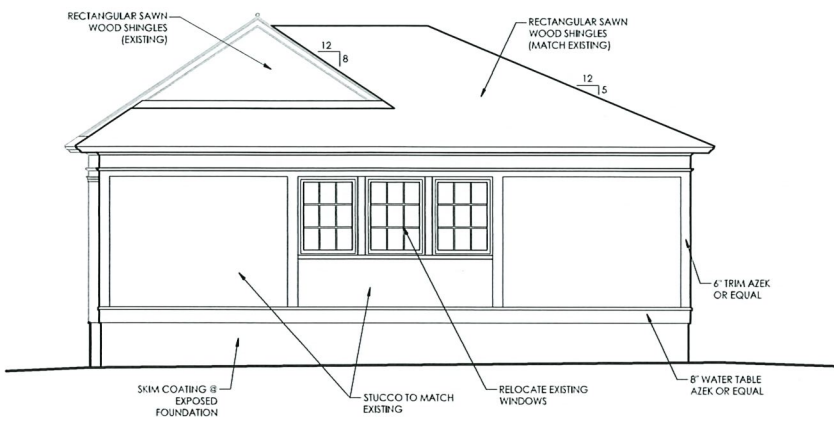 RECTANGULAR SAWN
WOOD SHINGLES
(EXISTING)
12
8
RECTANGULAR SAWN
WOOD SHINGLES
(MATCH EXISTING)
12
5
6" TRIM AZEK
OR EQUAL
8" WATER TABLE
AZEK OR EQUAL
SKIM COATING @
EXPOSED
FOUNDATION
STUCCO TO MATCH
EXISTING
RELOCATE EXISTING
WINDOWS